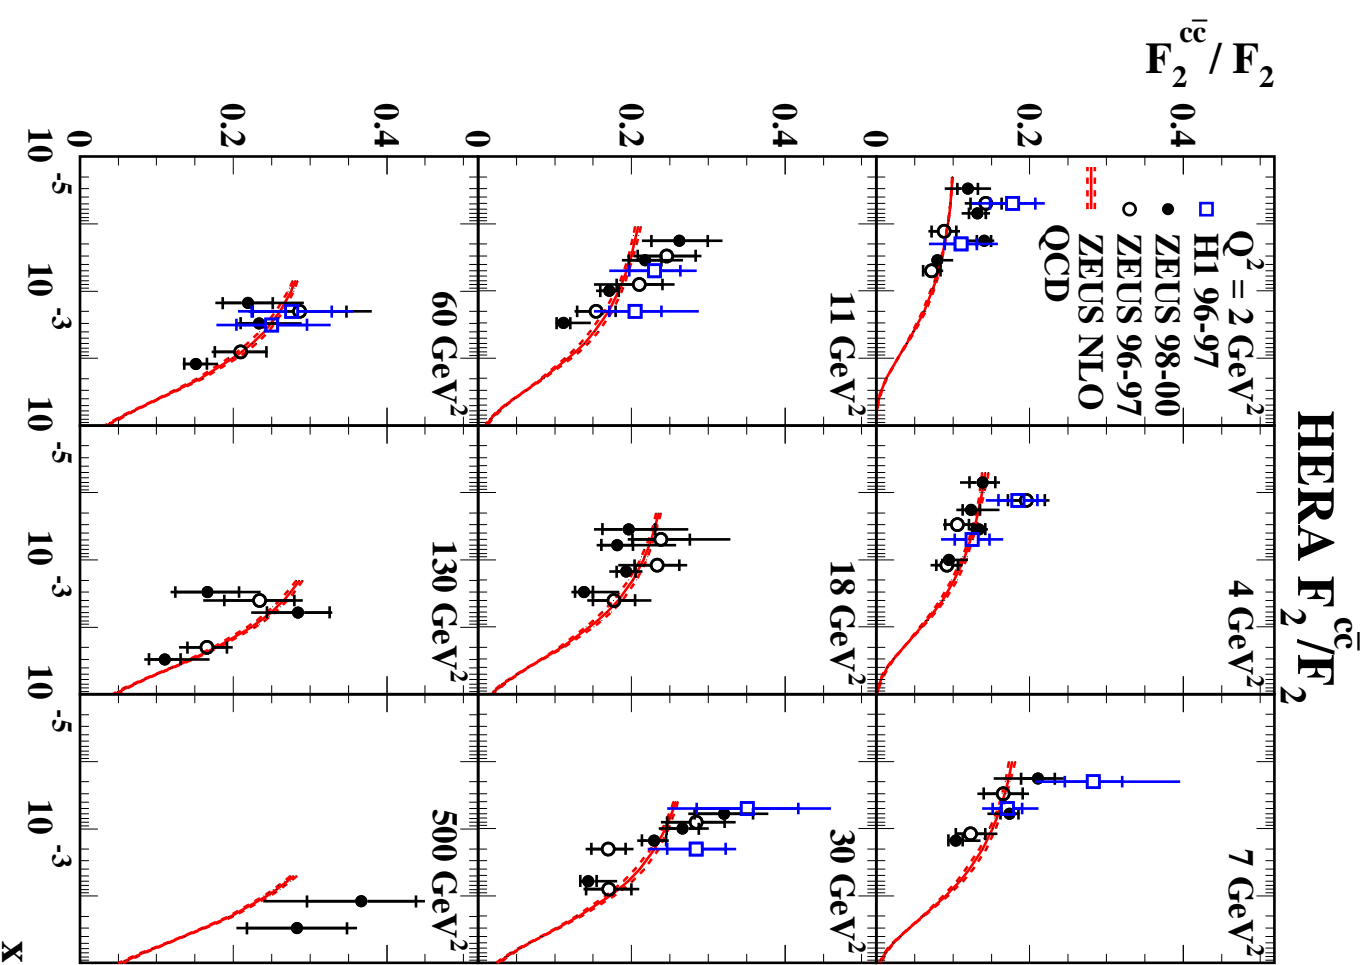 HERA F₂^cc̄/F₂
F₂^cc̄ / F₂
Q² = 2 GeV²
H1 96-97
ZEUS 98-00
ZEUS 96-97
ZEUS NLO
QCD
4 GeV²
7 GeV²
0.4
0.2
0
11 GeV²
18 GeV²
30 GeV²
0.4
0.2
0
60 GeV²
130 GeV²
500 GeV²
0.4
0.2
0
10⁻⁵ 10⁻³ 10⁻⁵ 10⁻³ 10⁻⁵ 10⁻³
x